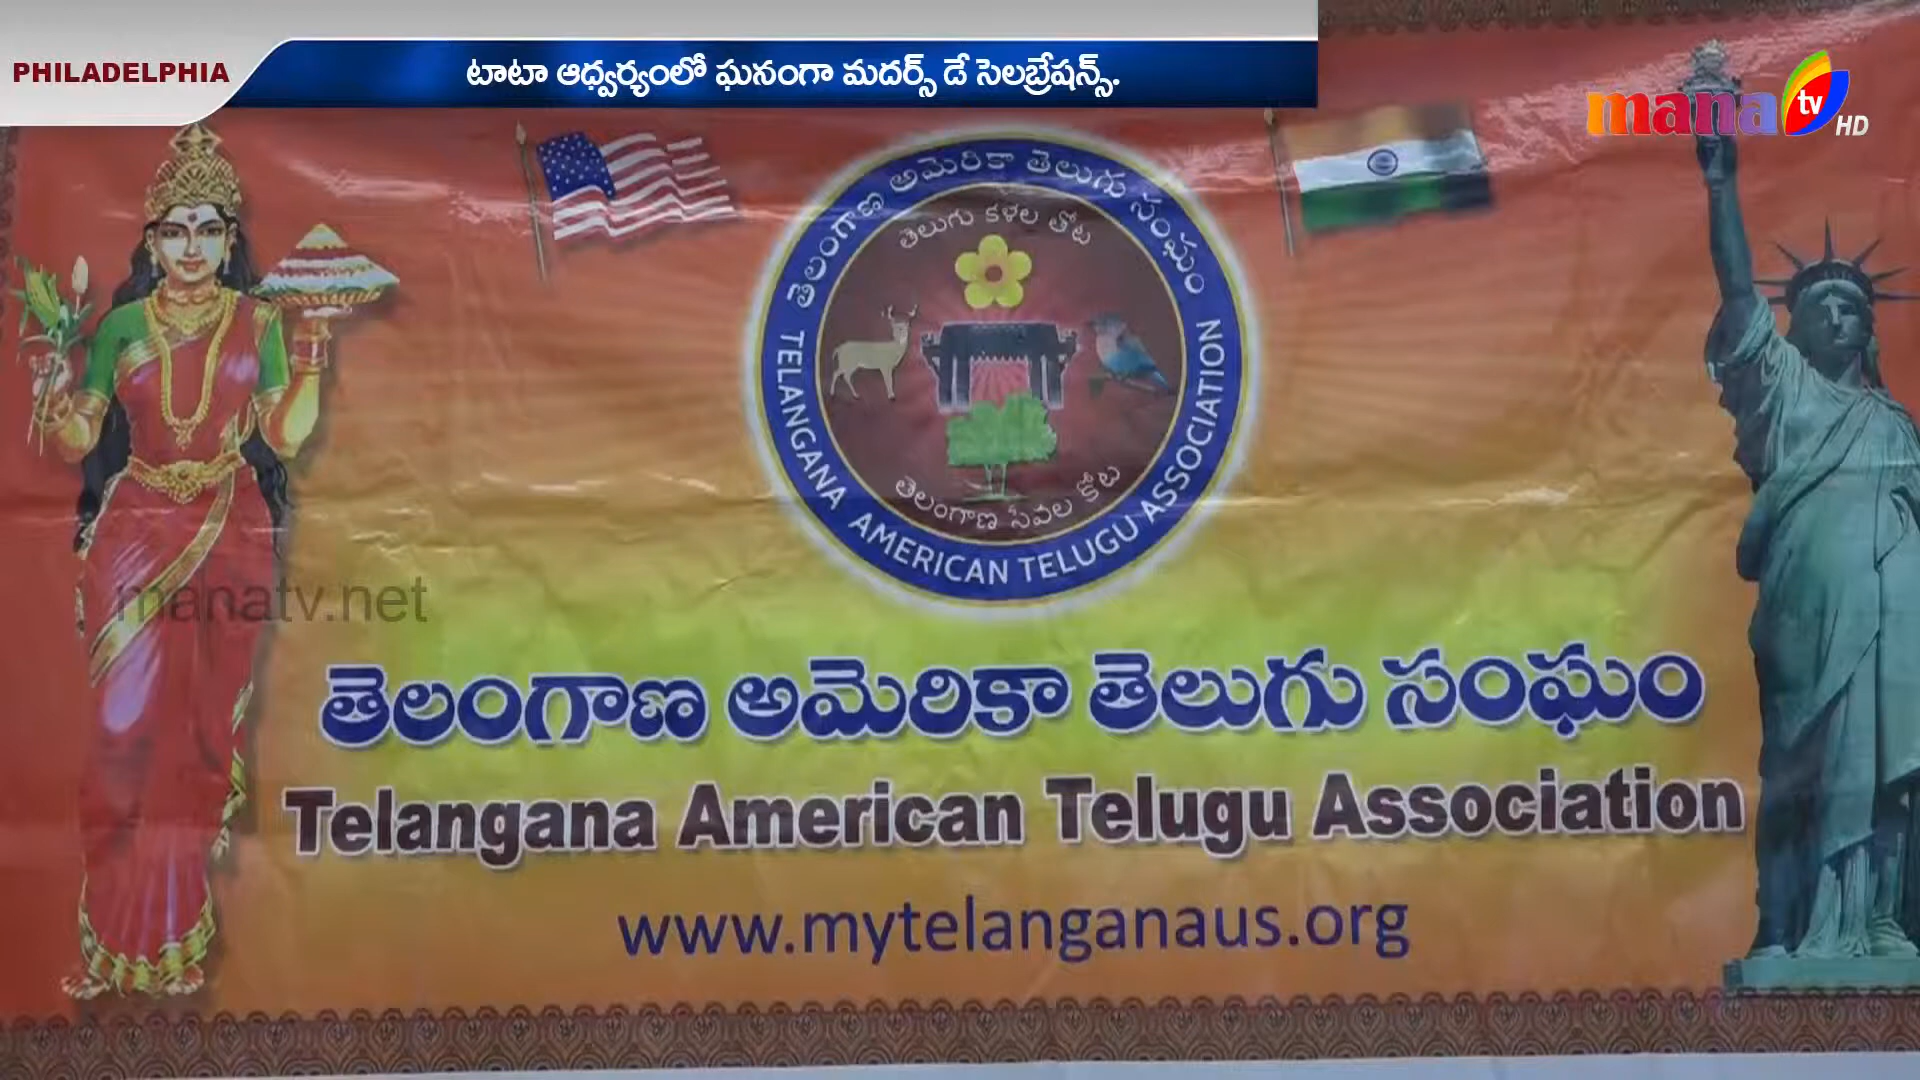 PHILADELPHIA
టాటా ఆధ్వర్యంలో ఘనంగా మదర్స్ డే సెలబ్రేషన్స్.
mana tv HD
తెలంగాణ అమెరికా తెలుగు సంఘం
తెలుగు కళల తోట
తెలంగాణ సేవల కోట
TELANGANA AMERICAN TELUGU ASSOCIATION
manatv.net
తెలంగాణ అమెరికా తెలుగు సంఘం
Telangana American Telugu Association
www.mytelanganaus.org